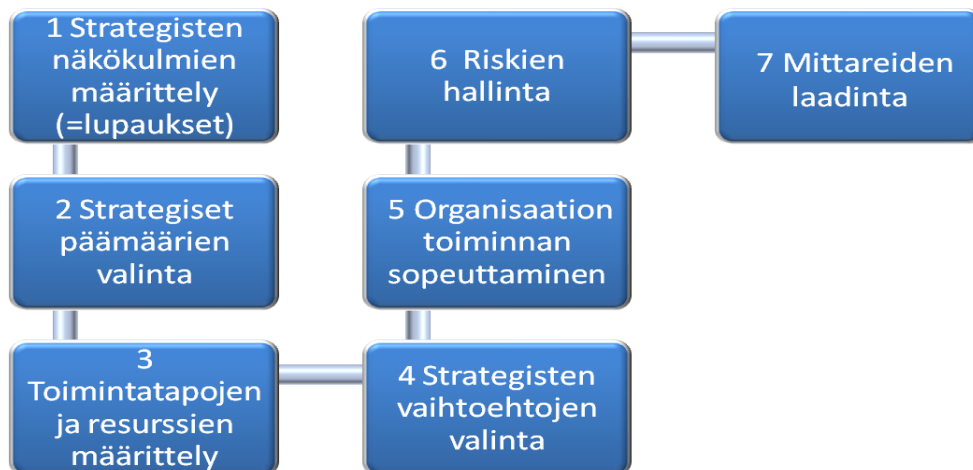 1 Strategisten
näkökulmien
määrittely
(=lupaukset)
2 Strategiset
päämäärien
valinta
3
Toimintatapojen
ja resurssien
määrittely
4 Strategisten
vaihtoehtojen
valinta
5 Organisaation
toiminnan
sopeuttaminen
6 Riskien
hallinta
7 Mittareiden
laadinta